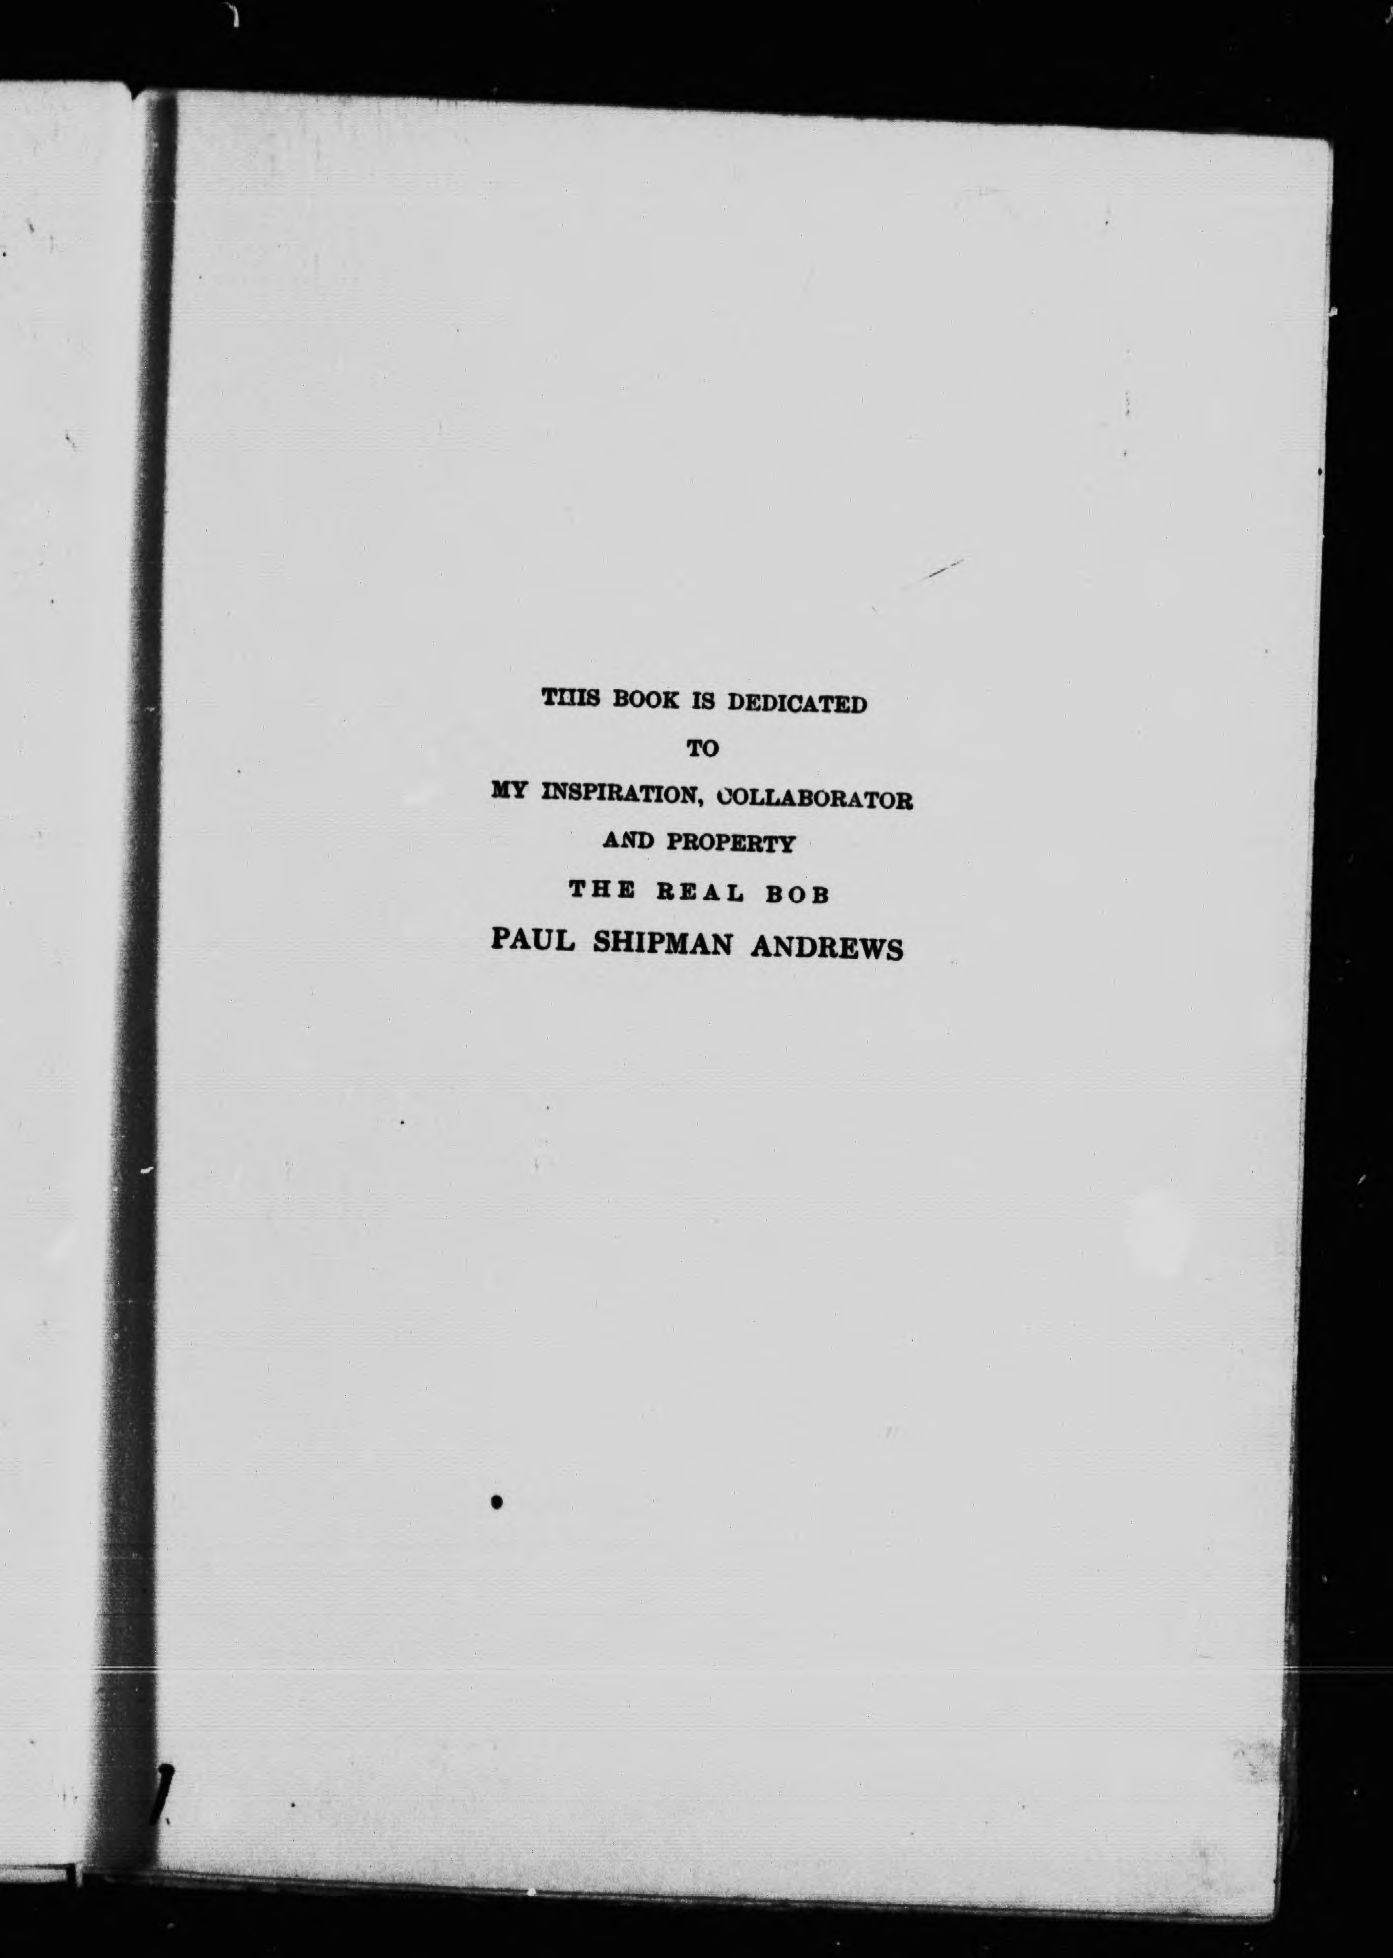 THIS BOOK IS DEDICATED
TO
MY INSPIRATION, COLLABORATOR
AND PROPERTY
THE REAL BOB
PAUL SHIPMAN ANDREWS